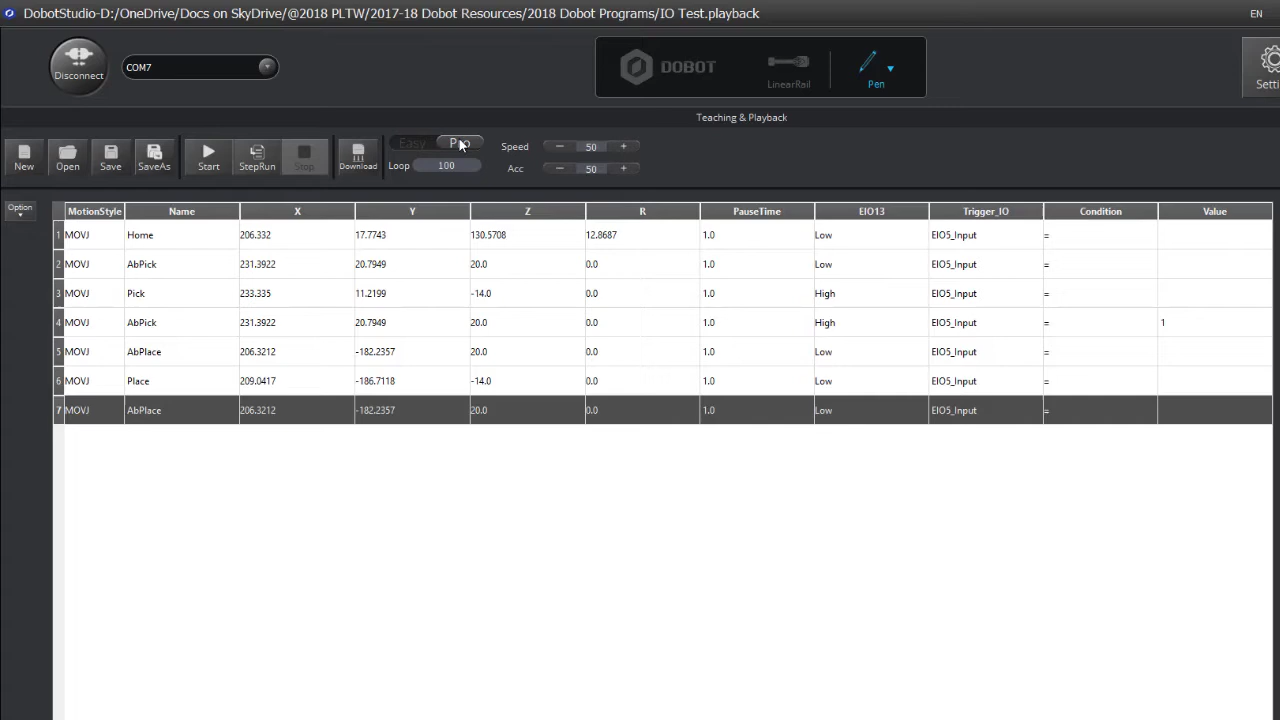 DobotStudio-D:/OneDrive/Docs on SkyDrive/@2018 PLTW/2017-18 Dobot Resources/2018 Dobot Programs/IO Test.playback EN
Disconnect COM7 DOBOT LinearRail Pen Setti
Teaching & Playback
New Open Save SaveAs Start StepRun Stop Download
Easy Pro
Loop 100
Speed − 50 +
Acc − 50 +
Option
MotionStyle Name X Y Z R PauseTime EIO13 Trigger_IO Condition Value
1 MOVJ Home 206.332 17.7743 130.5708 12.8687 1.0 Low EIO5_Input =
2 MOVJ AbPick 231.3922 20.7949 20.0 0.0 1.0 Low EIO5_Input =
3 MOVJ Pick 233.335 11.2199 -14.0 0.0 1.0 High EIO5_Input =
4 MOVJ AbPick 231.3922 20.7949 20.0 0.0 1.0 High EIO5_Input = 1
5 MOVJ AbPlace 206.3212 -182.2357 20.0 0.0 1.0 Low EIO5_Input =
6 MOVJ Place 209.0417 -186.7118 -14.0 0.0 1.0 Low EIO5_Input =
7 MOVJ AbPlace 206.3212 -182.2357 20.0 0.0 1.0 Low EIO5_Input =